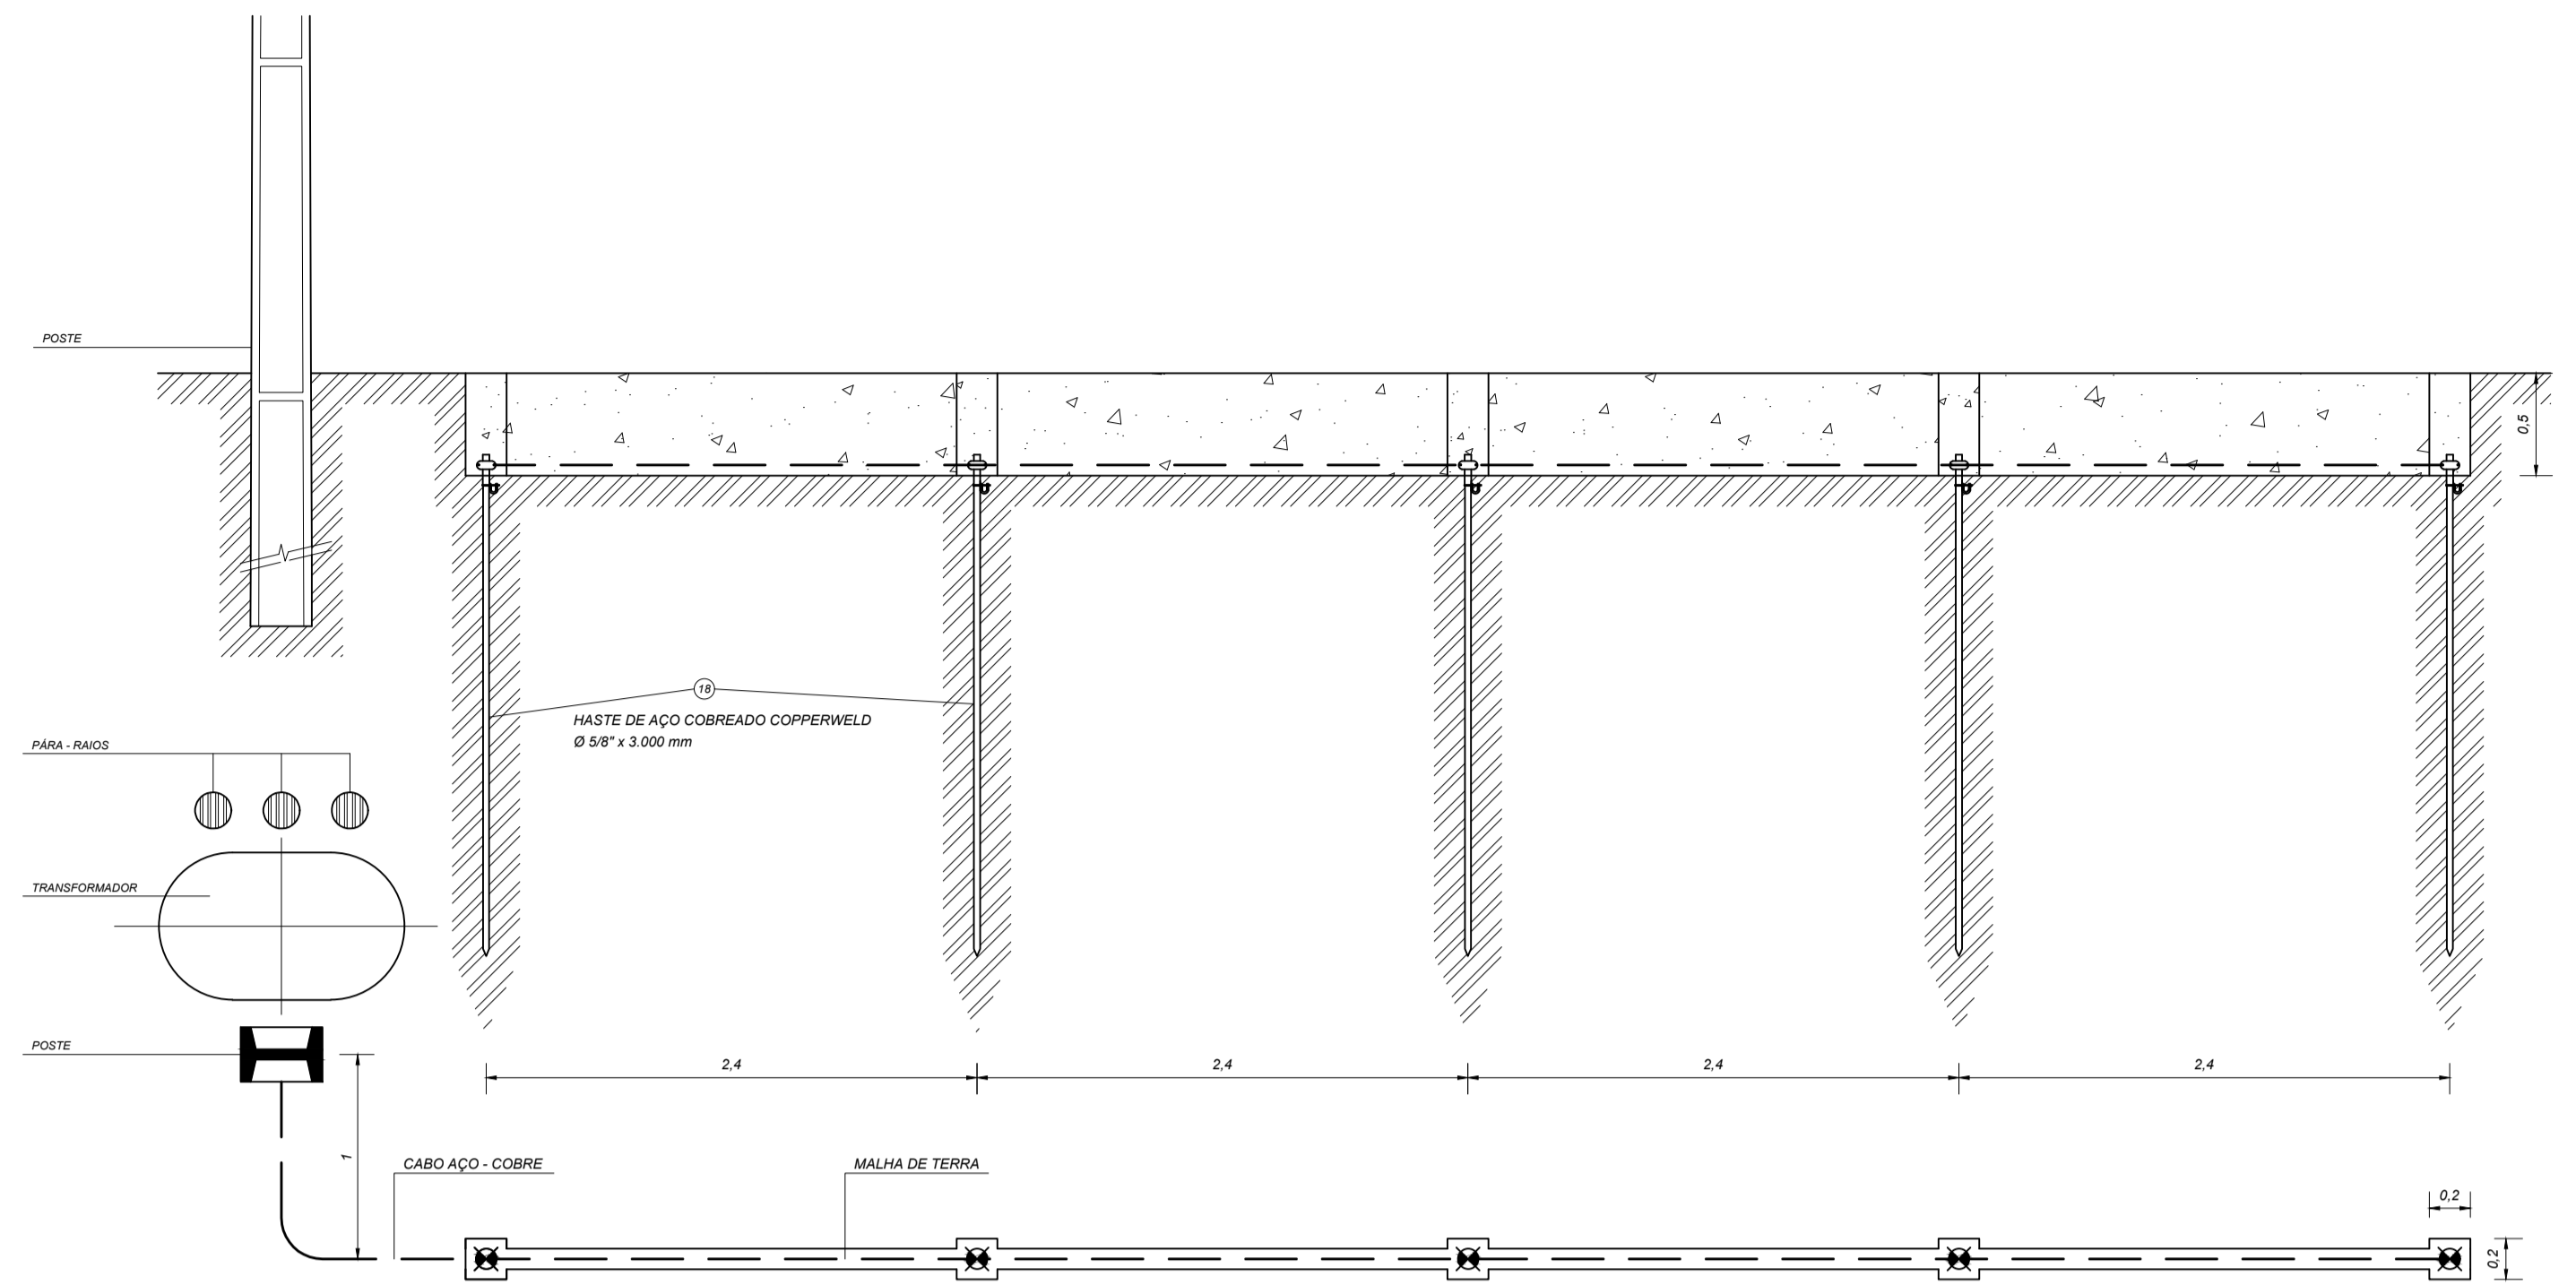 POSTE
0,5
18
HASTE DE AÇO COBREADO COPPERWELD
Ø 5/8" x 3.000 mm
PÁRA - RAIOS
TRANSFORMADOR
POSTE
2,4
2,4
2,4
2,4
1
CABO AÇO - COBRE
MALHA DE TERRA
0,2
0,2